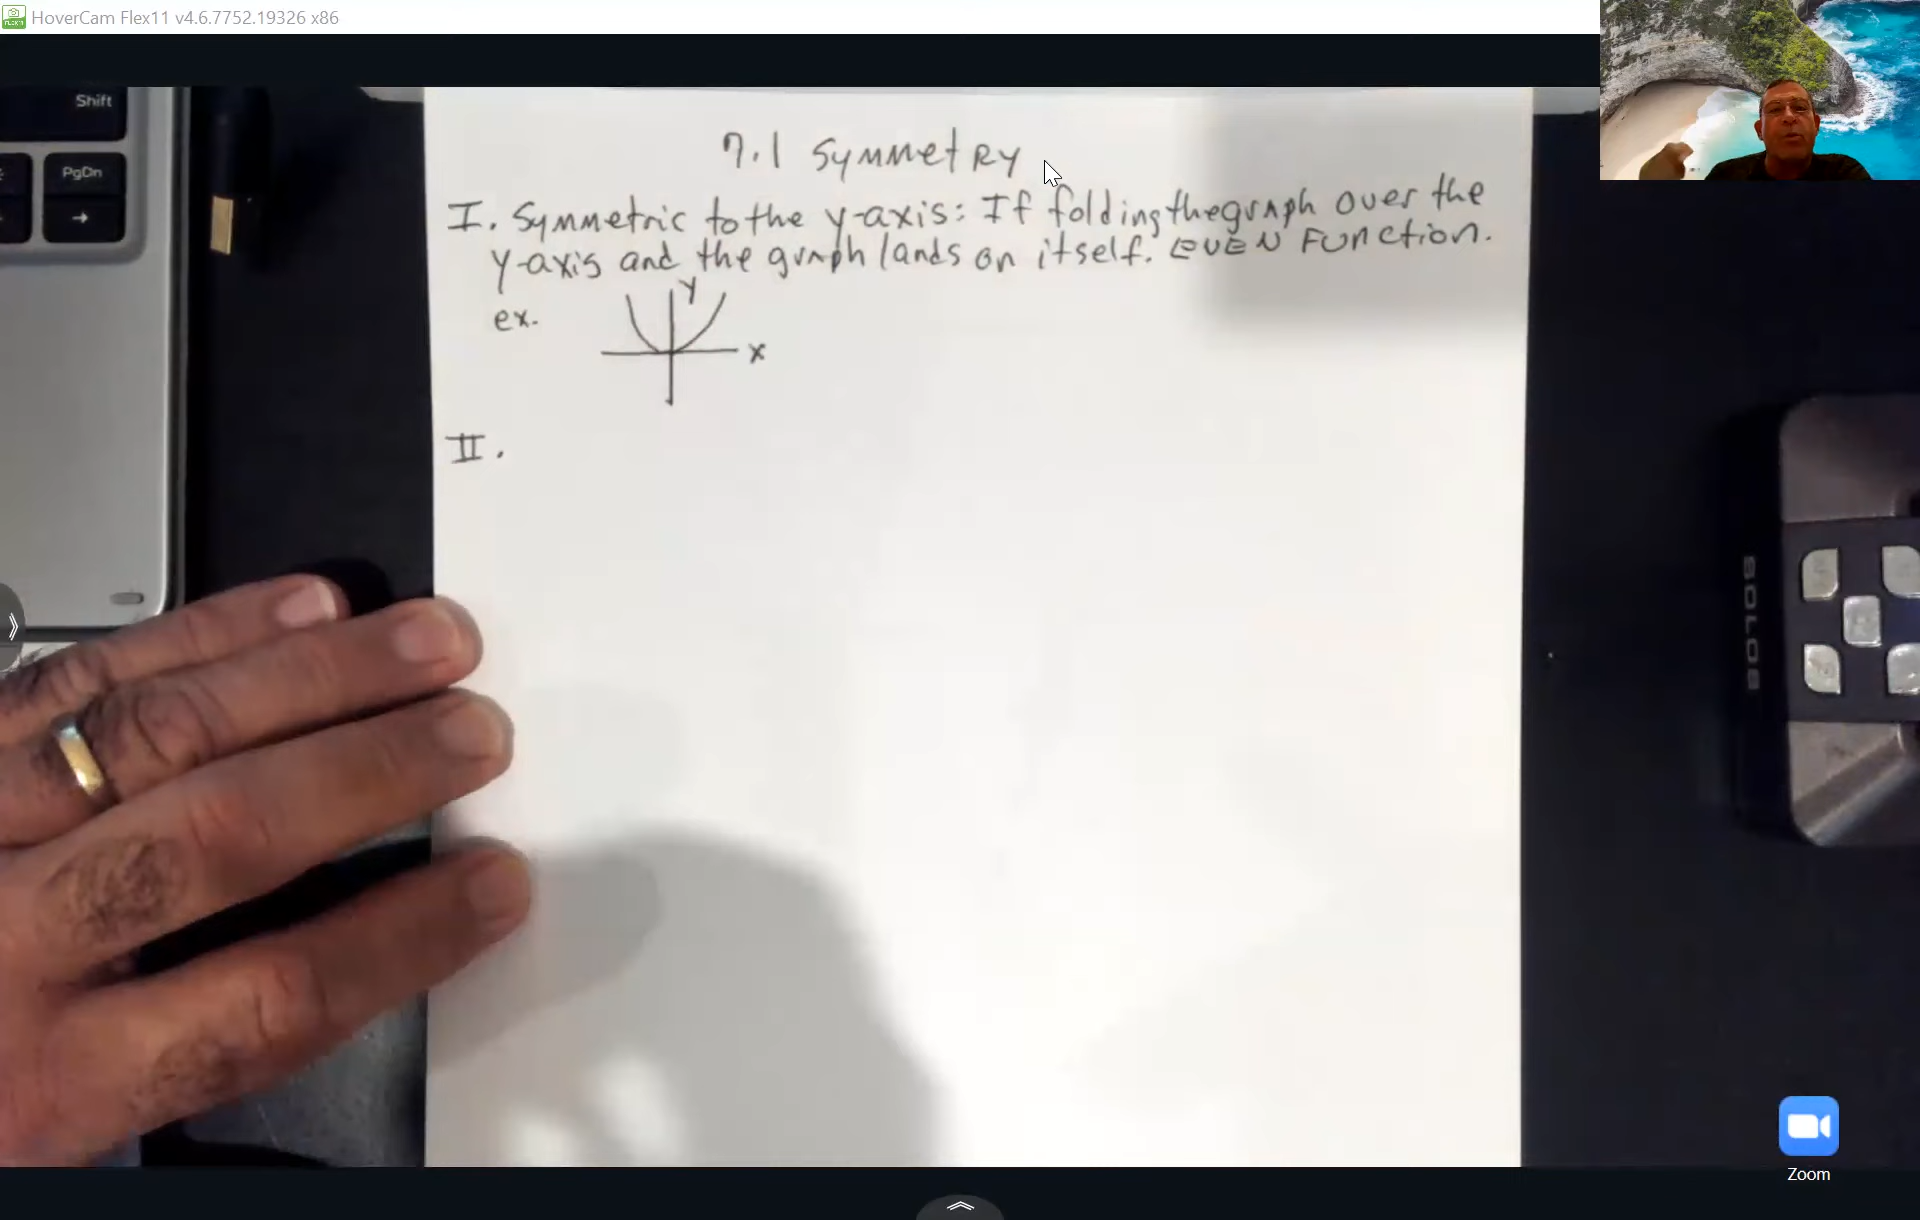 HoverCam Flex11 v4.6.7752.19326 x86
Shift
PgDn
7.1 Symmetry
I. Symmetric to the y-axis: If folding the graph over the
y-axis and the graph lands on itself. EVEN Function.
ex.
y
x
II.
SOLO8
Zoom